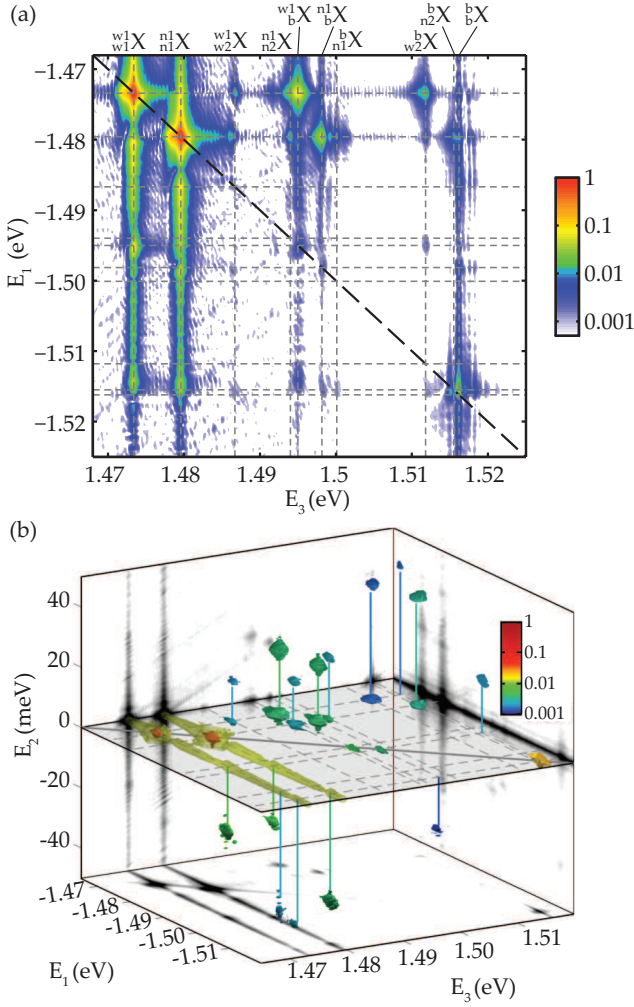 (a) w1 w1X n1 n1X w1 w2X n1 n2X w1 bX n1 bX b n1X b w2X b n2X b bX
−1.47
−1.48
−1.49
−1.50
−1.51
−1.52
E1 (eV)
1.47 1.48 1.49 1.5 1.51 1.52
E3 (eV)
1
0.1
0.01
0.001
(b)
40
20
0
-20
-40
E2 (meV)
1
0.1
0.01
0.001
-1.47
-1.48
-1.49
-1.50
-1.51
E1 (eV)
1.47 1.48 1.49 1.50 1.51
E3 (eV)